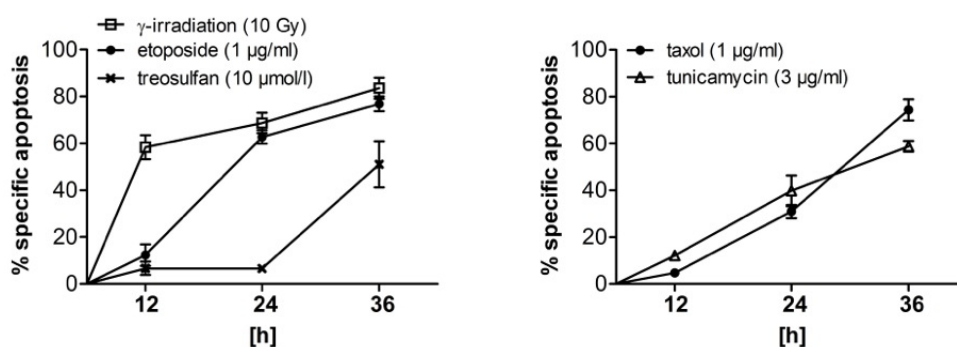 γ-irradiation (10 Gy)
etoposide (1 µg/ml)
treosulfan (10 µmol/l)
% specific apoptosis
100
80
60
40
20
0
12
24
36
[h]
taxol (1 µg/ml)
tunicamycin (3 µg/ml)
% specific apoptosis
100
80
60
40
20
0
12
24
36
[h]